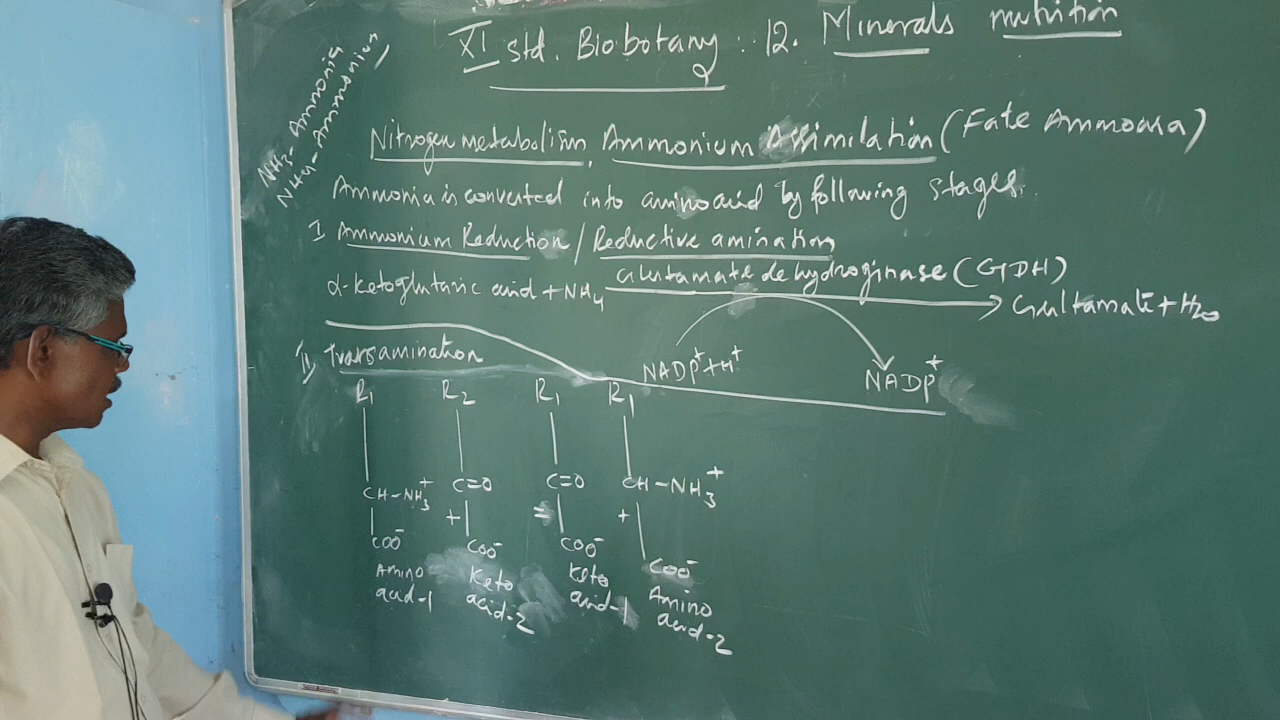 XI std. Biobotany : 12. Minerals nutrition
NH3 - Ammonia
NH4 - Ammonium
Nitrogen metabolism, Ammonium Assimilation (Fate Ammonia)
Ammonia is converted into amino acid by following stages.
I Ammonium Reduction / Reductive amination
Glutamate dehydroginase (GDH)
α-ketoglutaric acid + NH4 → Gultamate + H2o
NADP+ + H+ NADP+
II Transamination
R1 R2 R1 R1
CH-NH3+ C=O C=O CH-NH3+
+ = +
COO- COO- COO- COO-
Amino acid-1 Keto acid-2 Keto acid-1 Amino acid-2